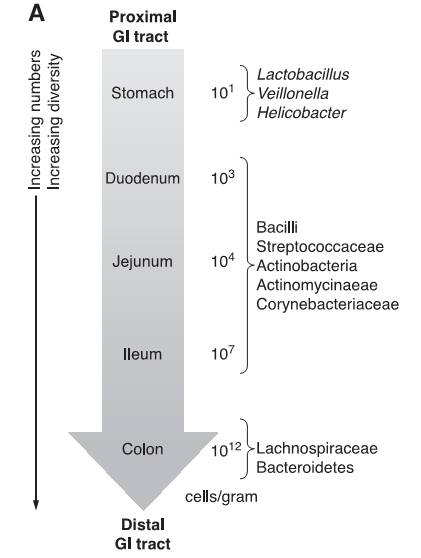 A
Proximal
GI tract
Increasing numbers
Increasing diversity
Stomach
10¹
Lactobacillus
Veillonella
Helicobacter
Duodenum
10³
Jejunum
10⁴
Ileum
10⁷
Bacilli
Streptococcaceae
Actinobacteria
Actinomycinaeae
Corynebacteriaceae
Colon
10¹²
Lachnospiraceae
Bacteroidetes
cells/gram
Distal
GI tract